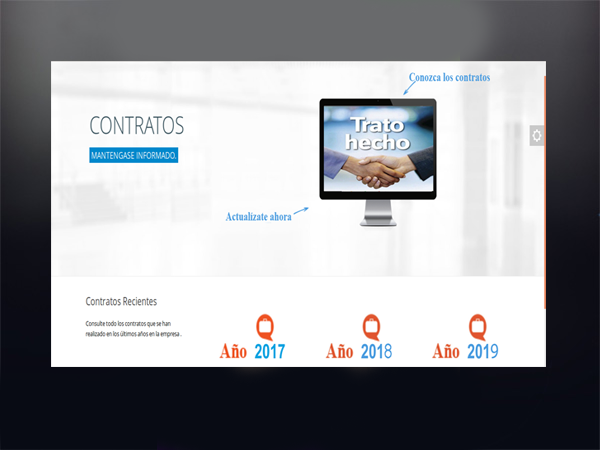 Conozca los contratos
CONTRATOS
MANTENGASE INFORMADO.
Trato
hecho
Actualízate ahora
Contratos Recientes
Consulte todo los contratos que se han
realizado en los últimos años en la empresa .
Año 2017
Año 2018
Año 2019